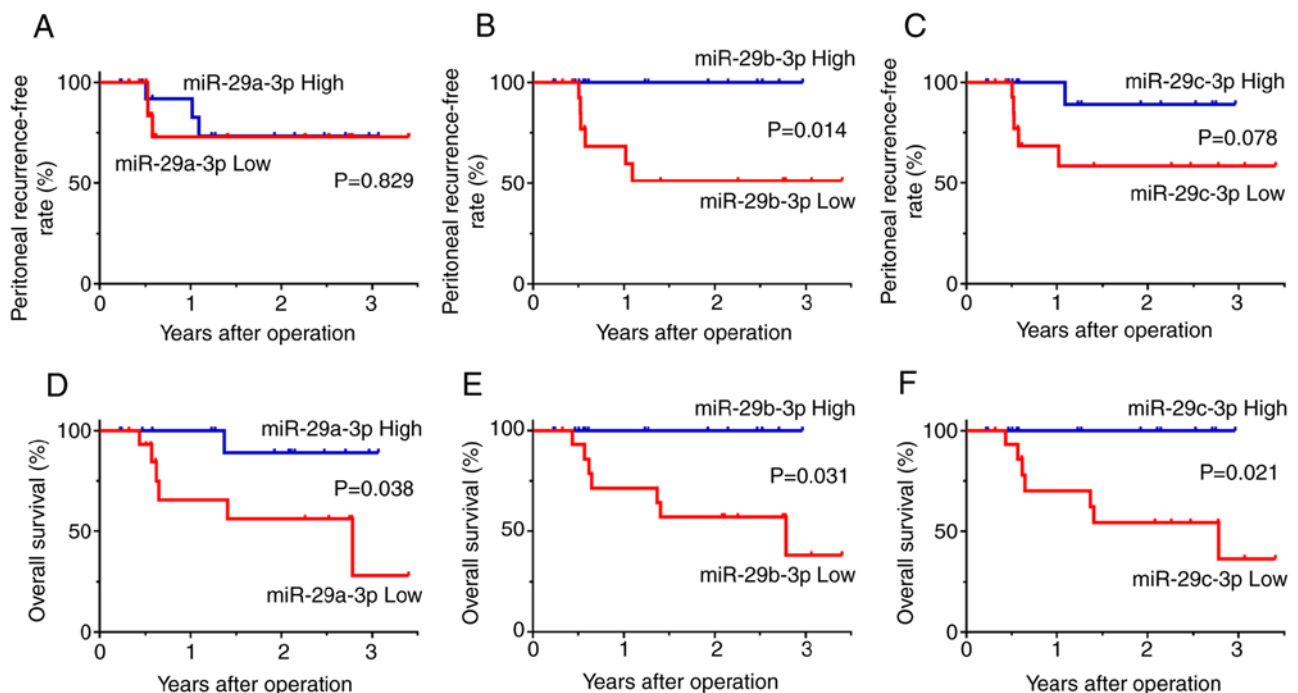 A
Peritoneal recurrence-free
rate (%)
100
50
0
miR-29a-3p High
miR-29a-3p Low
P=0.829
0 1 2 3
Years after operation
B
Peritoneal recurrence-free
rate (%)
100
50
0
miR-29b-3p High
P=0.014
miR-29b-3p Low
0 1 2 3
Years after operation
C
Peritoneal recurrence-free
rate (%)
100
50
0
miR-29c-3p High
P=0.078
miR-29c-3p Low
0 1 2 3
Years after operation
D
Overall survival (%)
100
50
0
miR-29a-3p High
P=0.038
miR-29a-3p Low
0 1 2 3
Years after operation
E
Overall survival (%)
100
50
0
miR-29b-3p High
P=0.031
miR-29b-3p Low
0 1 2 3
Years after operation
F
Overall survival (%)
100
50
0
miR-29c-3p High
P=0.021
miR-29c-3p Low
0 1 2 3
Years after operation